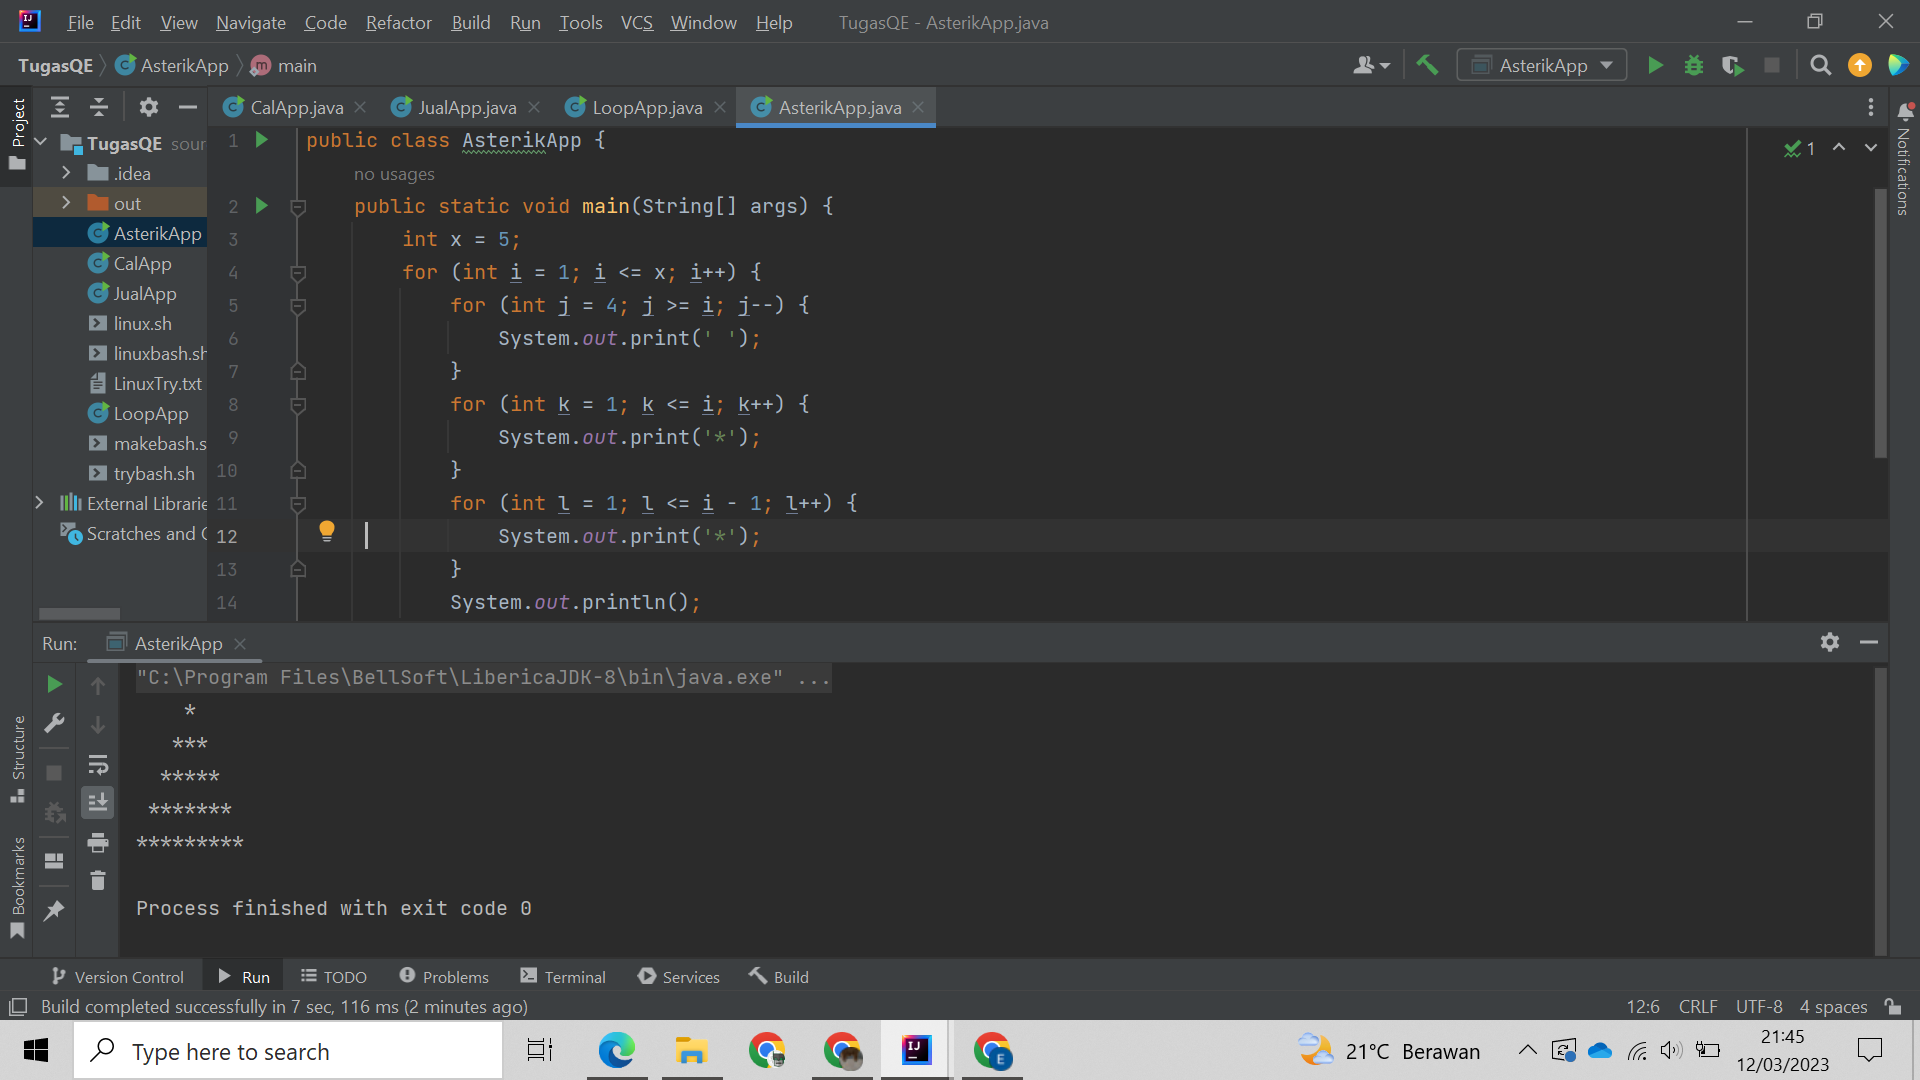 File Edit View Navigate Code Refactor Build Run Tools VCS Window Help TugasQE - AsterikApp.java
TugasQE AsterikApp m main AsterikApp
Project
CalApp.java JualApp.java LoopApp.java AsterikApp.java
TugasQE sour
.idea
out
AsterikApp
CalApp
JualApp
linux.sh
linuxbash.sh
LinuxTry.txt
LoopApp
makebash.s
trybash.sh
External Librarie
Scratches and C
1 public class AsterikApp {
no usages
2 public static void main(String[] args) {
3 int x = 5;
4 for (int i = 1; i <= x; i++) {
5 for (int j = 4; j >= i; j--) {
6 System.out.print(' ');
7 }
8 for (int k = 1; k <= i; k++) {
9 System.out.print('*');
10 }
11 for (int l = 1; l <= i - 1; l++) {
12 System.out.print('*');
13 }
14 System.out.println();
1
Notifications
Run: AsterikApp
Structure
Bookmarks
"C:\Program Files\BellSoft\LibericaJDK-8\bin\java.exe" ...
    *
   ***
  *****
 *******
*********
Process finished with exit code 0
Version Control Run TODO Problems Terminal Services Build
Build completed successfully in 7 sec, 116 ms (2 minutes ago) 12:6 CRLF UTF-8 4 spaces
Type here to search
E
21°C Berawan
21:45
12/03/2023